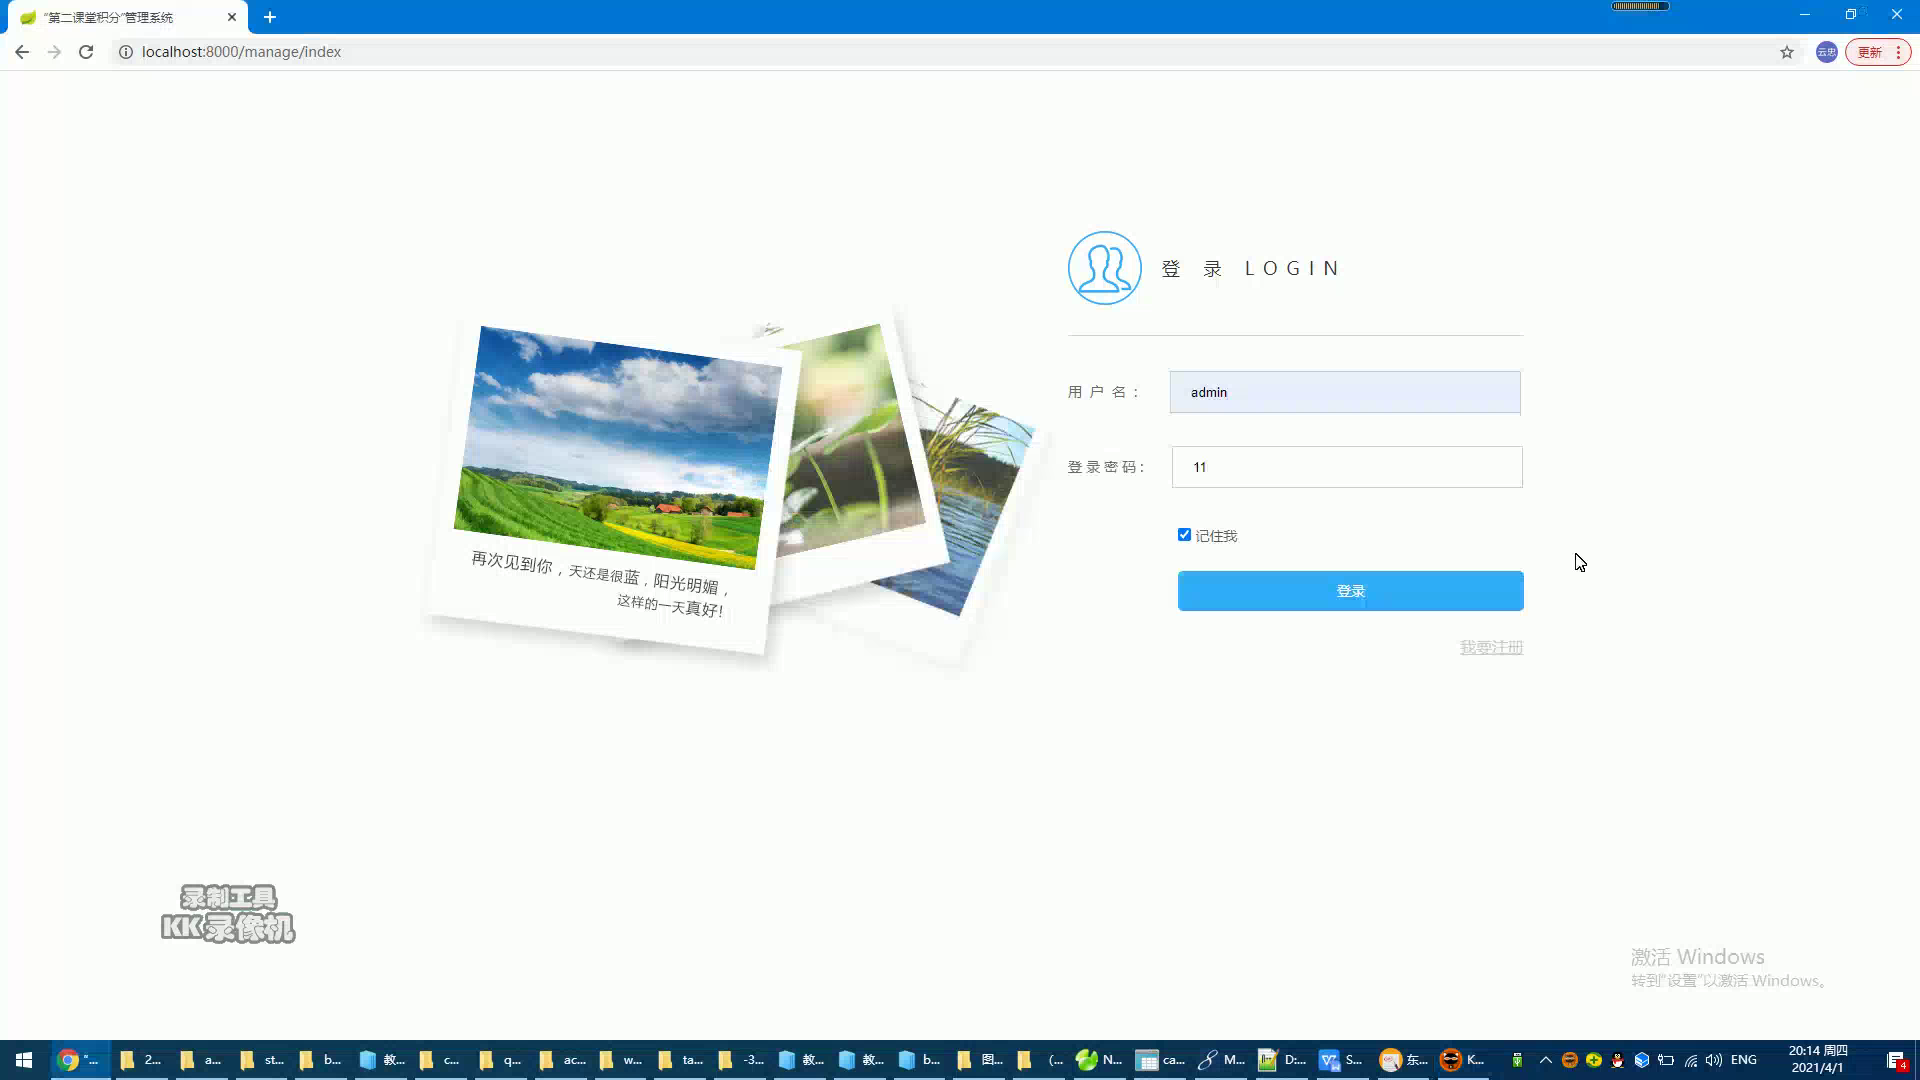 “第二课堂积分”管理系统
localhost:8000/manage/index
云忠
更新
登 录 LOGIN
用户名：
admin
登录密码：
11
记住我
登录
我要注册
再次见到你，天还是很蓝，阳光明媚，
这样的一天真好！
录制工具
KK录像机
激活 Windows
转到“设置”以激活 Windows。
"...
2...
a...
st...
b...
教...
c...
q...
ac...
w...
ta...
-3...
教...
教...
b...
图...
(...
N...
ca...
M...
D:...
S...
东...
K...
ENG
20:14 周四
2021/4/1
4